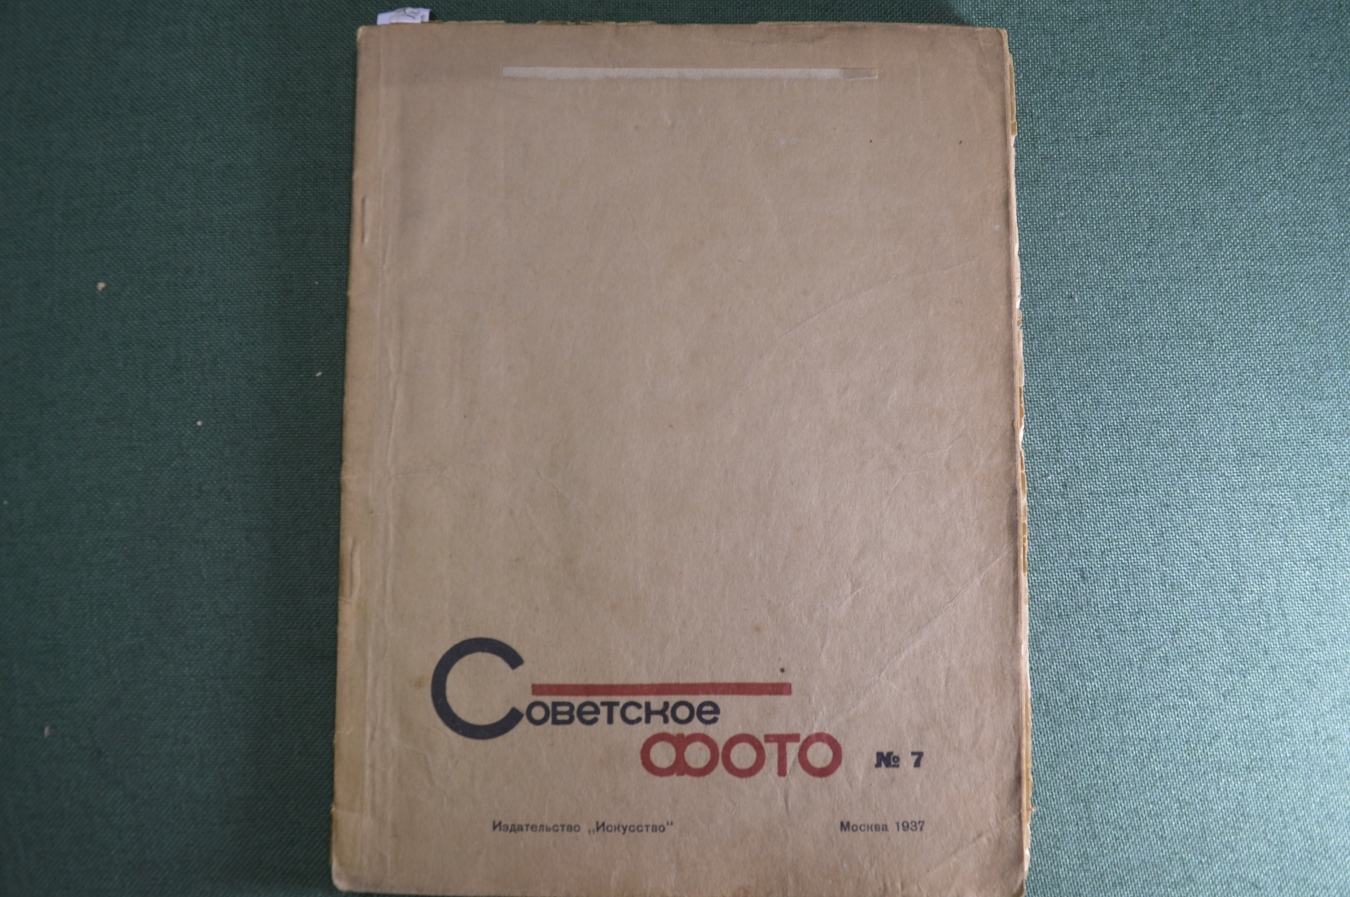 Советское
ФОТО № 7
Издательство „Искусство" Москва 1937